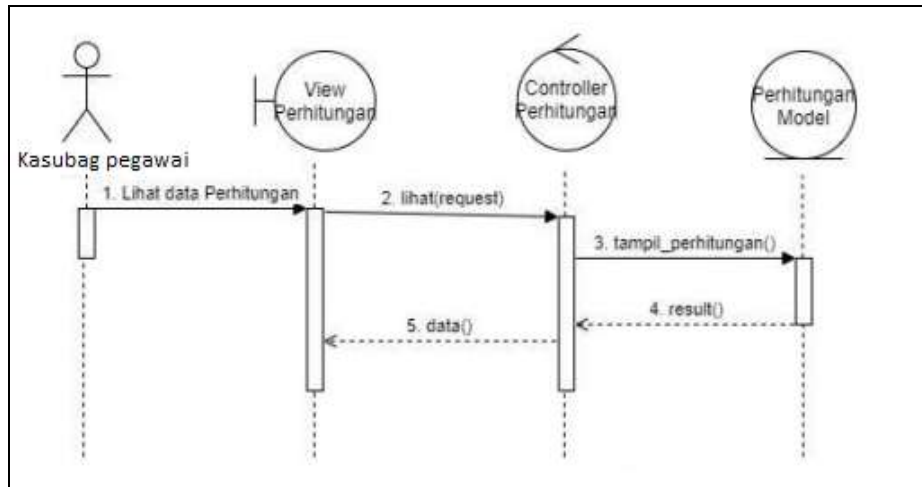 View
Perhitungan
Controller
Perhitungan
Perhitungan
Model
Kasubag pegawai
1. Lihat data Perhitungan
2. lihat(request)
3. tampil_perhitungan()
4. result()
5. data()